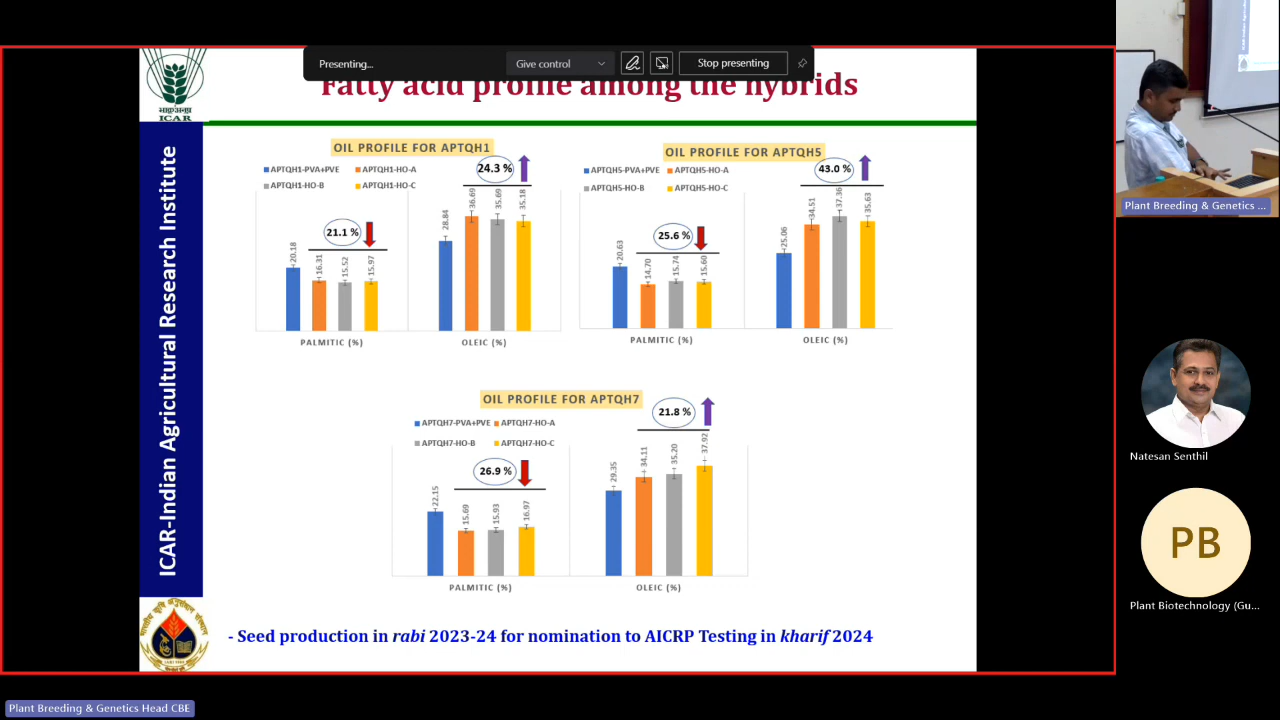 Presenting...
Give control
Stop presenting
Fatty acid profile among the hybrids
ICAR
ICAR-Indian Agricultural Research Institute
OIL PROFILE FOR APTQH1
APTQH1-PVA+PVE
APTQH1-HO-A
APTQH1-HO-B
APTQH1-HO-C
24.3 %
21.1 %
20.18
16.31
15.52
15.97
28.84
36.69
35.69
35.18
PALMITIC (%)
OLEIC (%)
OIL PROFILE FOR APTQH5
APTQH5-PVA+PVE
APTQH5-HO-A
APTQH5-HO-B
APTQH5-HO-C
43.0 %
25.6 %
20.63
14.70
15.74
15.60
25.06
34.51
37.36
35.63
PALMITIC (%)
OLEIC (%)
OIL PROFILE FOR APTQH7
APTQH7-PVA+PVE
APTQH7-HO-A
APTQH7-HO-B
APTQH7-HO-C
21.8 %
26.9 %
22.15
15.69
15.93
16.97
29.35
34.11
35.20
37.92
PALMITIC (%)
OLEIC (%)
- Seed production in rabi 2023-24 for nomination to AICRP Testing in kharif 2024
Plant Breeding & Genetics ...
Natesan Senthil
PB
Plant Biotechnology (Gu...
Plant Breeding & Genetics Head CBE